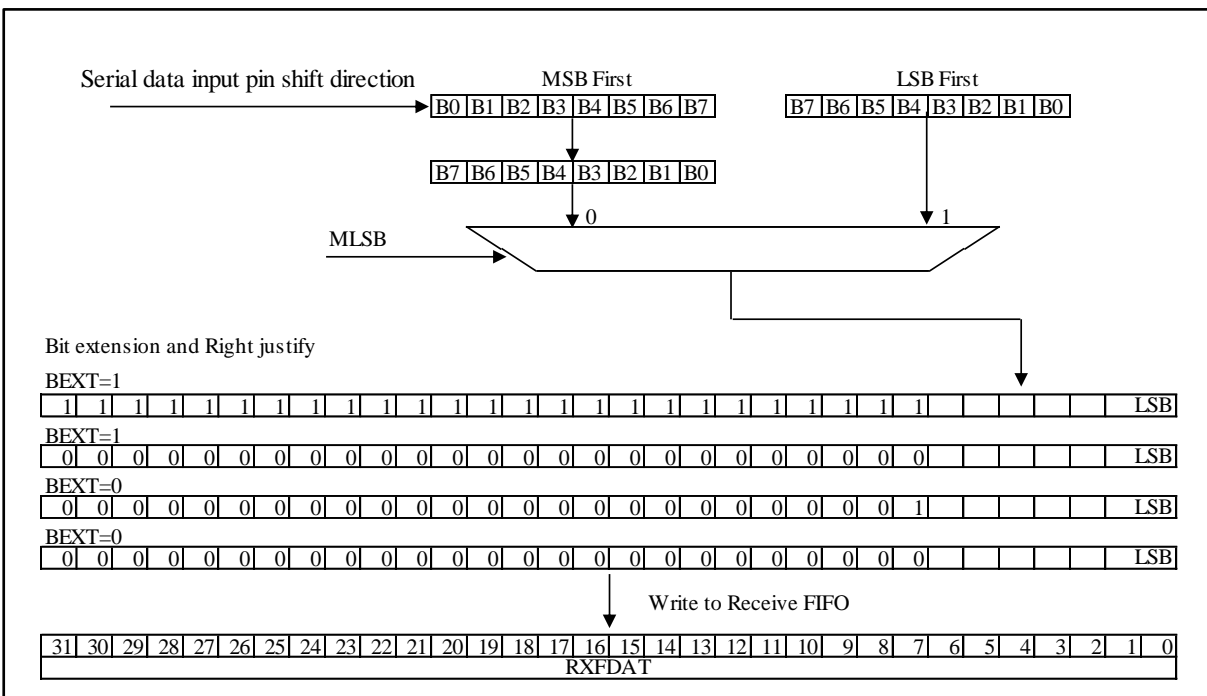 MSB First LSB First
Serial data input pin shift direction
B0 B1 B2 B3 B4 B5 B6 B7 B7 B6 B5 B4 B3 B2 B1 B0
B7 B6 B5 B4 B3 B2 B1 B0
0 1
MLSB
Bit extension and Right justify
BEXT=1
1 1 1 1 1 1 1 1 1 1 1 1 1 1 1 1 1 1 1 1 1 1 1 1 1 LSB
BEXT=1
0 0 0 0 0 0 0 0 0 0 0 0 0 0 0 0 0 0 0 0 0 0 0 0 0 LSB
BEXT=0
0 0 0 0 0 0 0 0 0 0 0 0 0 0 0 0 0 0 0 0 0 0 0 0 1 LSB
BEXT=0
0 0 0 0 0 0 0 0 0 0 0 0 0 0 0 0 0 0 0 0 0 0 0 0 0 LSB
Write to Receive FIFO
31 30 29 28 27 26 25 24 23 22 21 20 19 18 17 16 15 14 13 12 11 10 9 8 7 6 5 4 3 2 1 0
RXFDAT